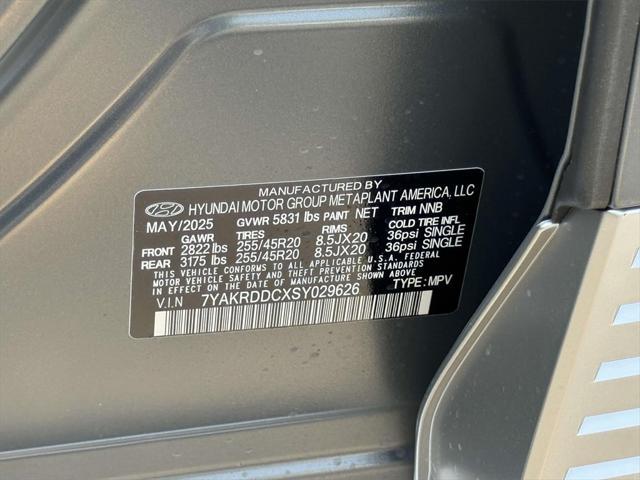 MANUFACTURED BY
HYUNDAI MOTOR GROUP METAPLANT AMERICA, LLC
MAY/2025 GVWR 5831 lbs PAINT NET TRIM NNB
GAWR TIRES RIMS COLD TIRE INFL
FRONT 2822 lbs 255/45R20 8.5JX20 36psi SINGLE
REAR 3175 lbs 255/45R20 8.5JX20 36psi SINGLE
THIS VEHICLE CONFORMS TO ALL APPLICABLE U.S.A. FEDERAL
MOTOR VEHICLE SAFETY, BUMPER, AND THEFT PREVENTION STANDARDS
IN EFFECT ON THE DATE OF MANUFACTURE SHOWN ABOVE
V.I.N 7YAKRDDCXSY029626 TYPE : MPV